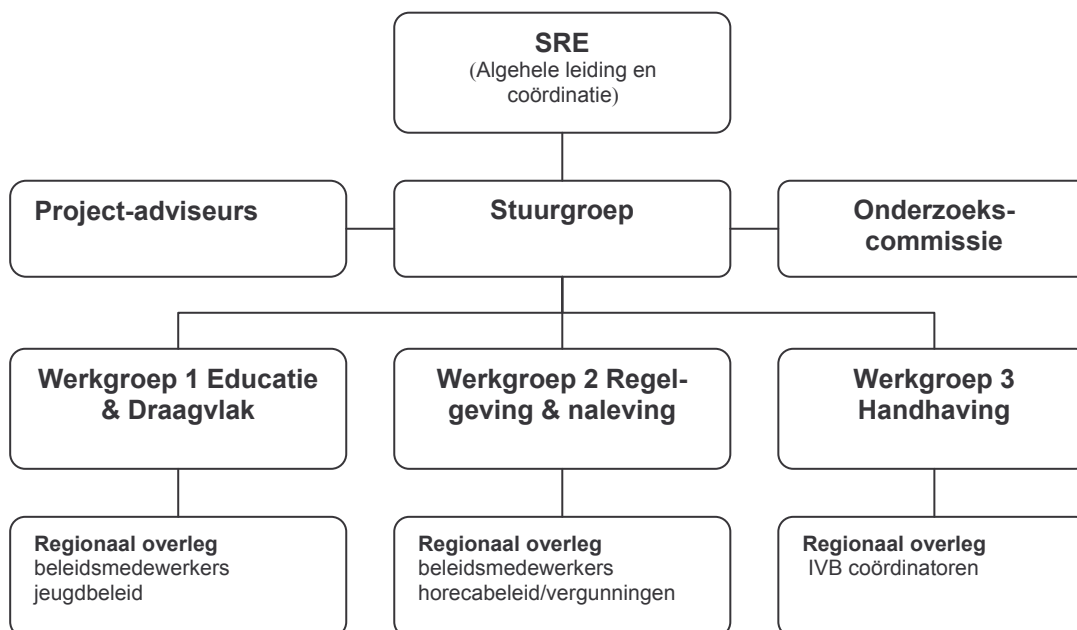 SRE
(Algehele leiding en
coördinatie)
Project-adviseurs
Stuurgroep
Onderzoeks-
commissie
Werkgroep 1 Educatie
& Draagvlak
Werkgroep 2 Regel-
geving & naleving
Werkgroep 3
Handhaving
Regionaal overleg
beleidsmedewerkers
jeugdbeleid
Regionaal overleg
beleidsmedewerkers
horecabeleid/vergunningen
Regionaal overleg
IVB coördinatoren